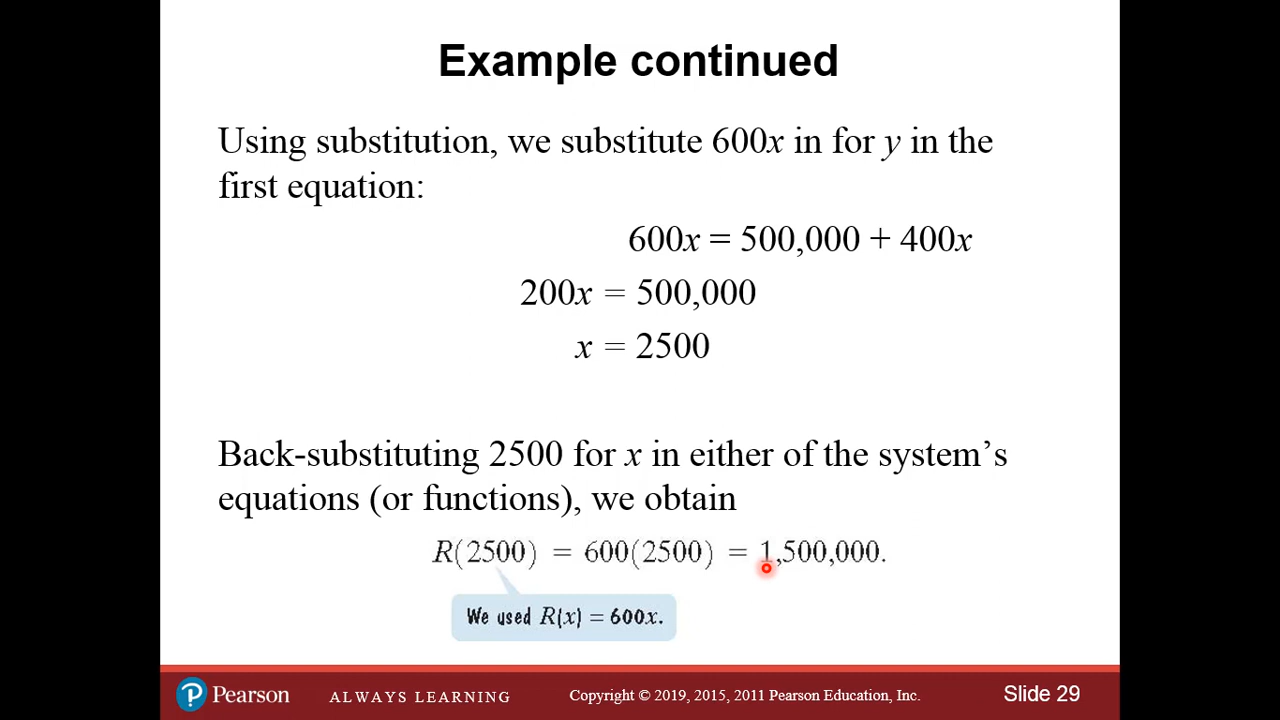 Example continued
Using substitution, we substitute 600x in for y in the
first equation:
600x = 500,000 + 400x
200x = 500,000
x = 2500
Back-substituting 2500 for x in either of the system’s
equations (or functions), we obtain
R(2500) = 600(2500) = 1,500,000.
We used R(x) = 600x.
Pearson
ALWAYS LEARNING
Copyright © 2019, 2015, 2011 Pearson Education, Inc.
Slide 29